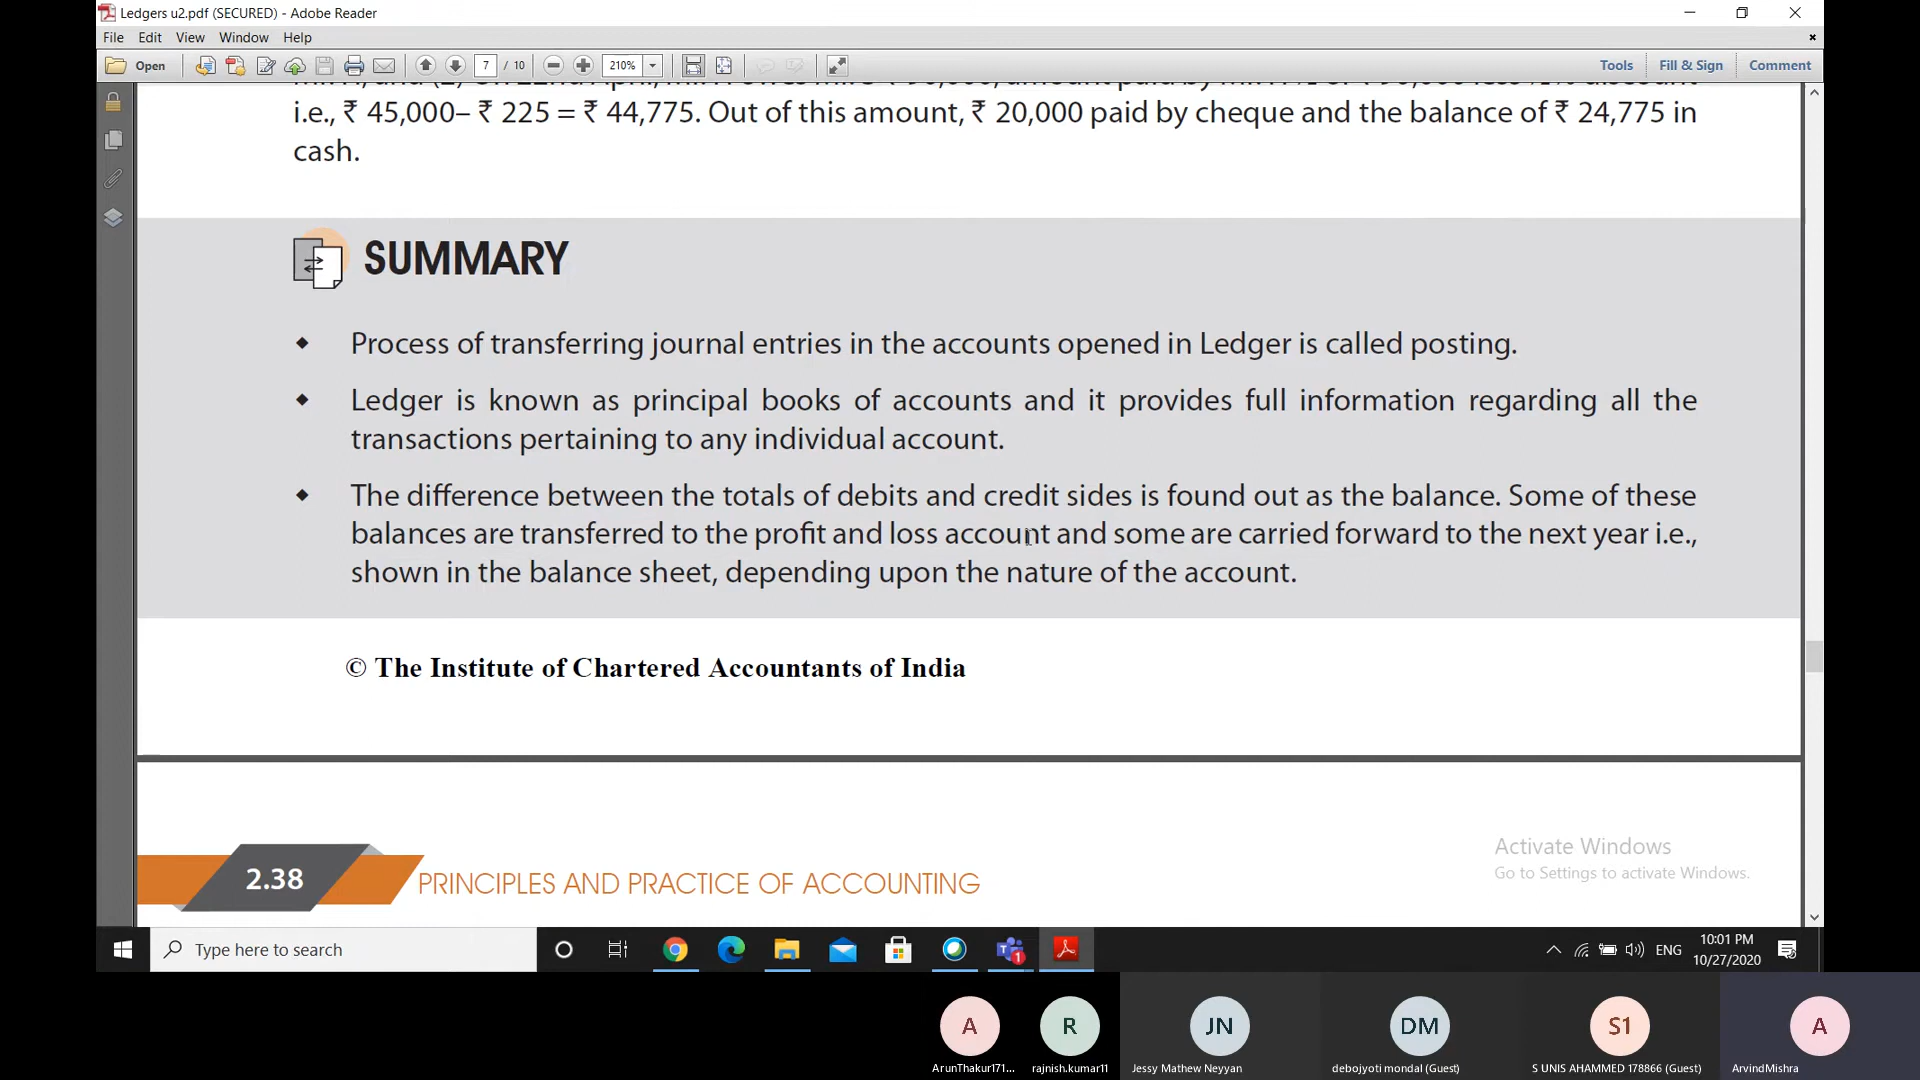 Ledgers u2.pdf (SECURED) - Adobe Reader
File Edit View Window Help
Open 7 / 10 210% Tools Fill & Sign Comment
i.e., ₹ 45,000– ₹ 225 = ₹ 44,775. Out of this amount, ₹ 20,000 paid by cheque and the balance of ₹ 24,775 in
cash.
SUMMARY
Process of transferring journal entries in the accounts opened in Ledger is called posting.
Ledger is known as principal books of accounts and it provides full information regarding all the
transactions pertaining to any individual account.
The difference between the totals of debits and credit sides is found out as the balance. Some of these
balances are transferred to the profit and loss account and some are carried forward to the next year i.e.,
shown in the balance sheet, depending upon the nature of the account.
© The Institute of Chartered Accountants of India
Activate Windows
Go to Settings to activate Windows.
2.38 PRINCIPLES AND PRACTICE OF ACCOUNTING
Type here to search
1
ENG
10:01 PM
10/27/2020
A R JN DM S1 A
ArunThakur171... rajnish.kumar11 Jessy Mathew Neyyan debojyoti mondal (Guest) S UNIS AHAMMED 178866 (Guest) ArvindMishra